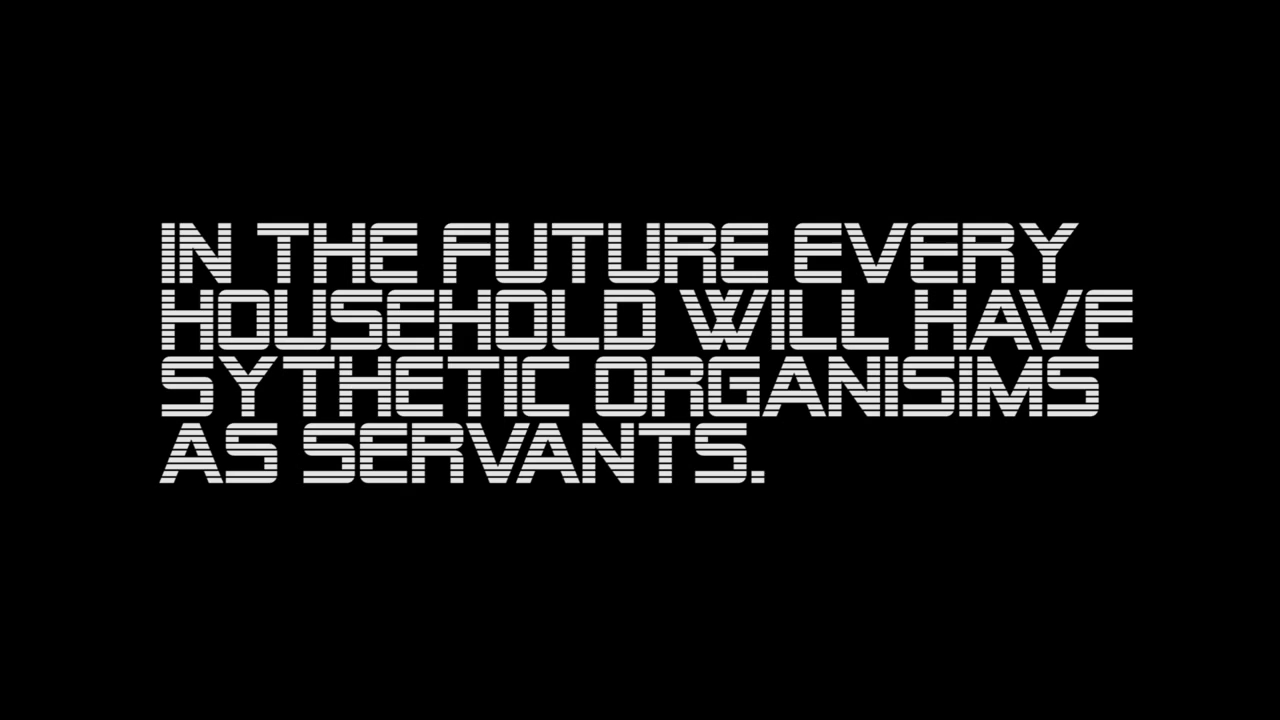 IN THE FUTURE EVERY
HOUSEHOLD WILL HAVE
SYTHETIC ORGANISIMS
AS SERVANTS.